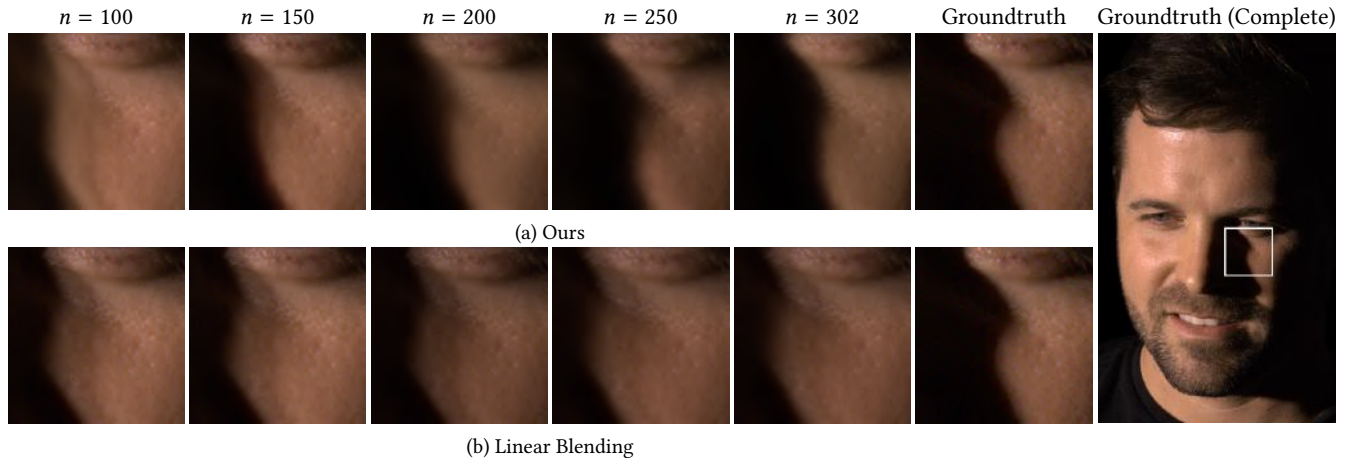 n = 100 n = 150 n = 200 n = 250 n = 302 Groundtruth Groundtruth (Complete)
(a) Ours
(b) Linear Blending